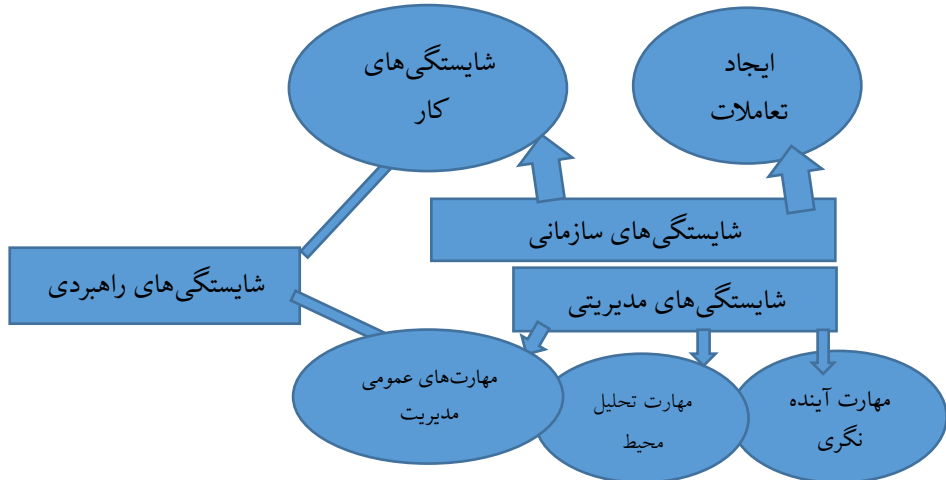 ایجاد
تعاملات
شایستگی‌های
کار
شایستگی‌های سازمانی
شایستگی‌های راهبردی
شایستگی‌های مدیریتی
مهارت آینده
نگری
مهارت تحلیل
محیط
مهارت‌های عمومی
مدیریت